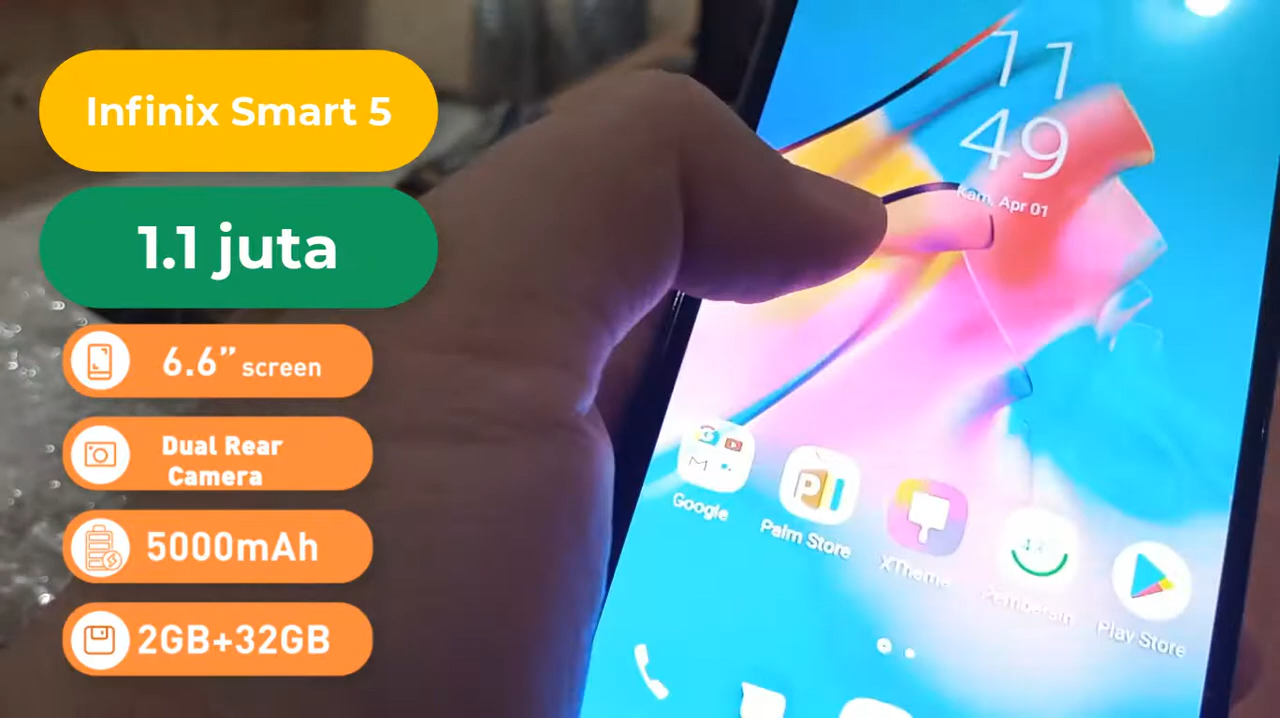 Infinix Smart 5
1.1 juta
6.6” screen
Dual Rear
Camera
5000mAh
2GB+32GB
11
49
Kam, Apr 01
Google
Palm Store
XTheme
Play Store